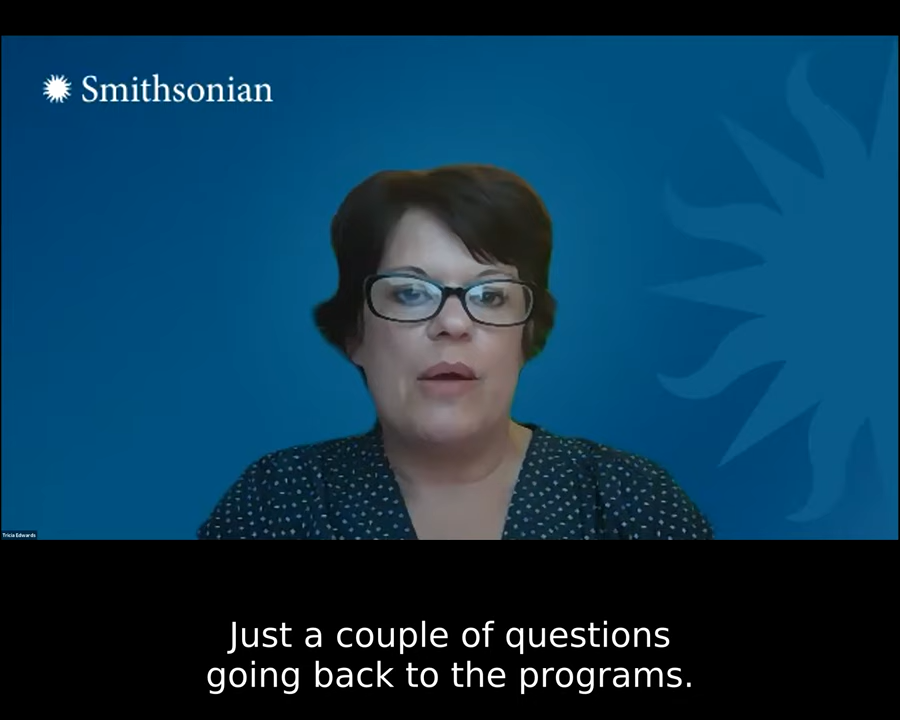 Smithsonian
Tricia Edwards
Just a couple of questions
going back to the programs.